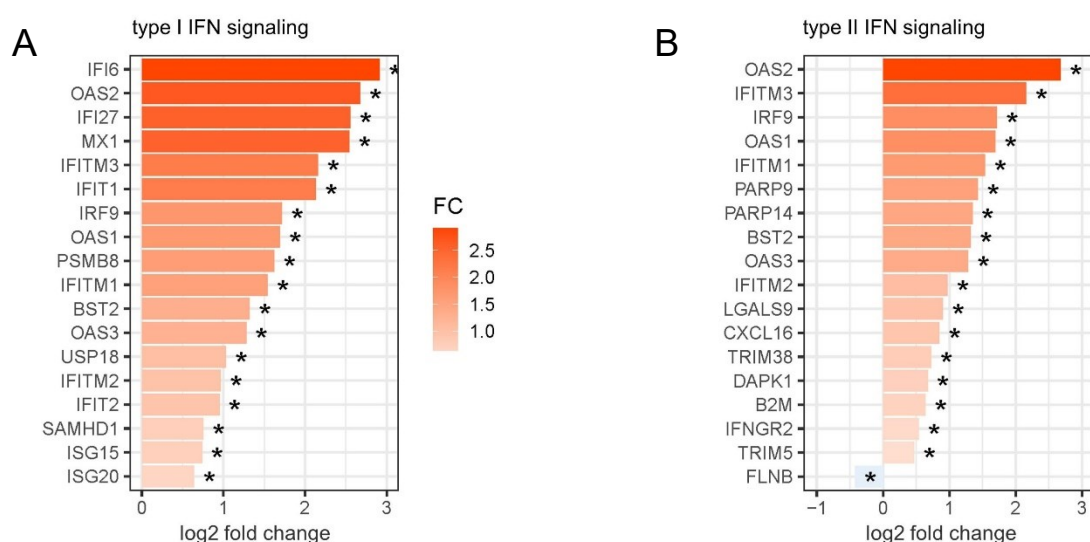 A
type I IFN signaling
IFI6
*
OAS2
*
IFI27
*
MX1
*
IFITM3
*
IFIT1
*
IRF9
*
OAS1
*
PSMB8
*
IFITM1
*
BST2
*
OAS3
*
USP18
*
IFITM2
*
IFIT2
*
SAMHD1
*
ISG15
*
ISG20
*
0 1 2 3
log2 fold change
FC
2.5
2.0
1.5
1.0
B
type II IFN signaling
OAS2
*
IFITM3
*
IRF9
*
OAS1
*
IFITM1
*
PARP9
*
PARP14
*
BST2
*
OAS3
*
IFITM2
*
LGALS9
*
CXCL16
*
TRIM38
*
DAPK1
*
B2M
*
IFNGR2
*
TRIM5
*
FLNB
*
−1 0 1 2 3
log2 fold change